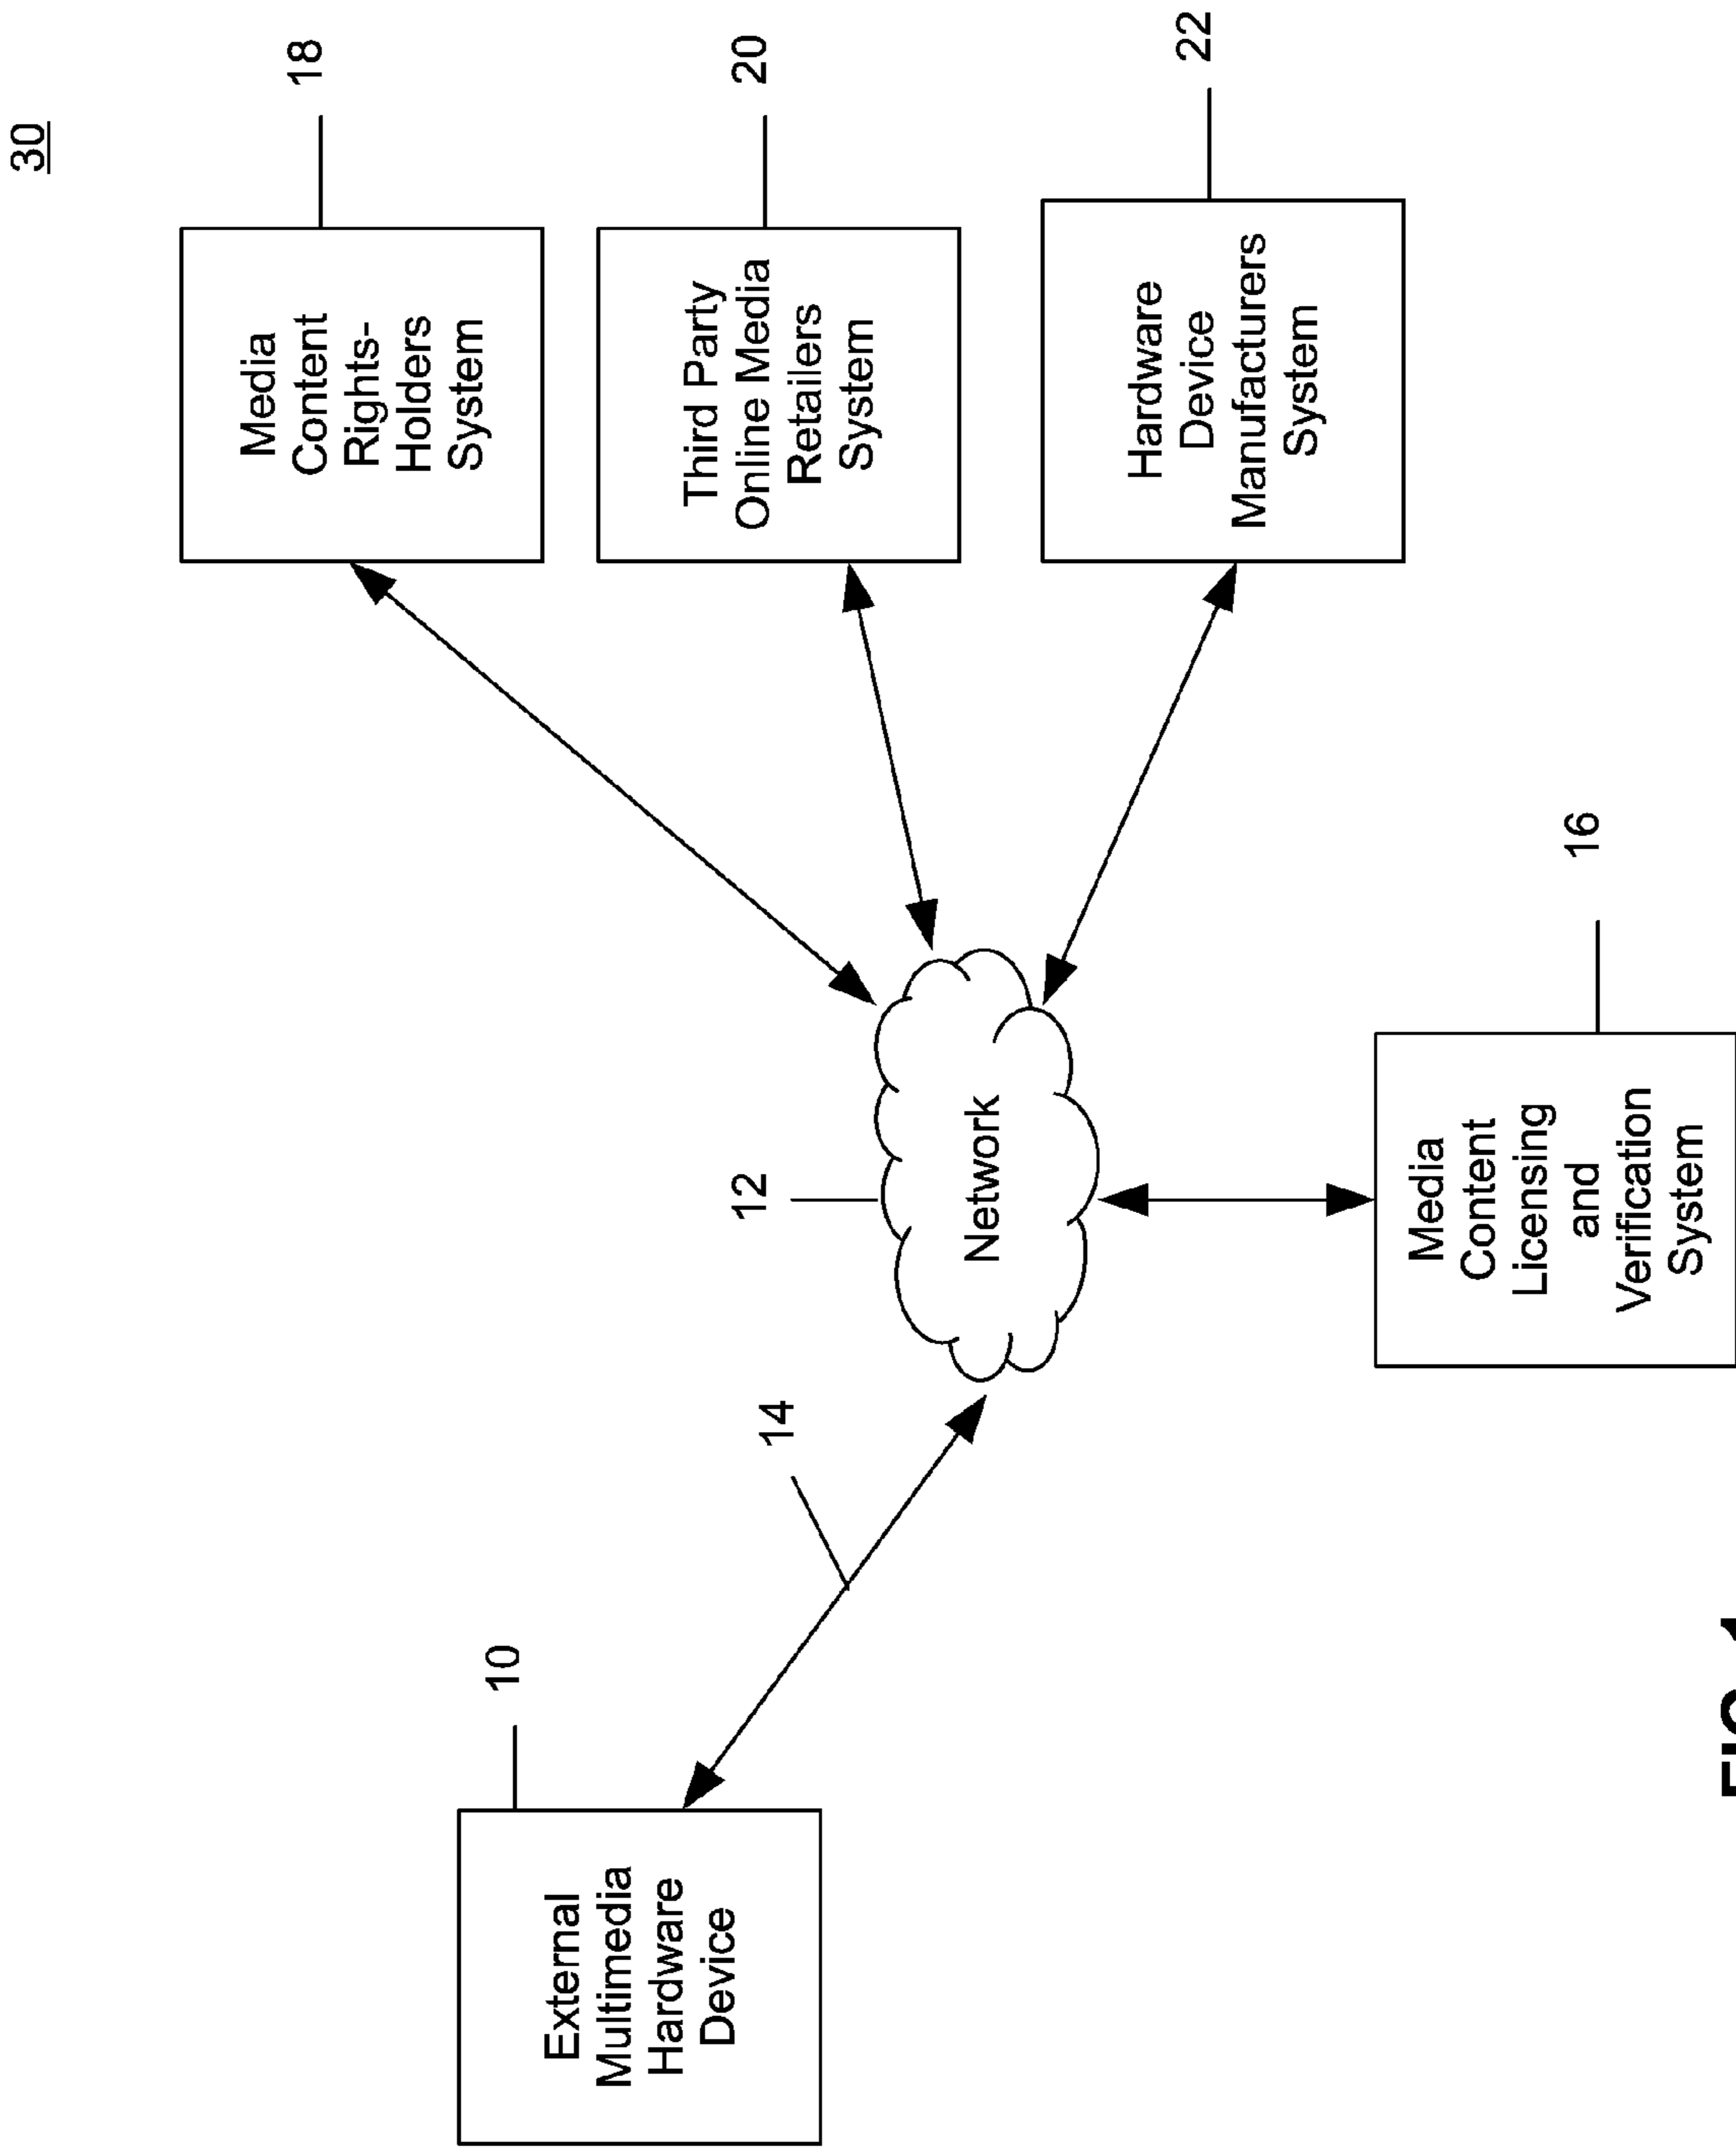 30
Media
Content
Rights-
Holders
System
18
Third Party
Online Media
Retailers
System
20
Hardware
Device
Manufacturers
System
22
External
Multimedia
Hardware
Device
10
14
12
Network
Media
Content
Licensing
and
Verification
System
16